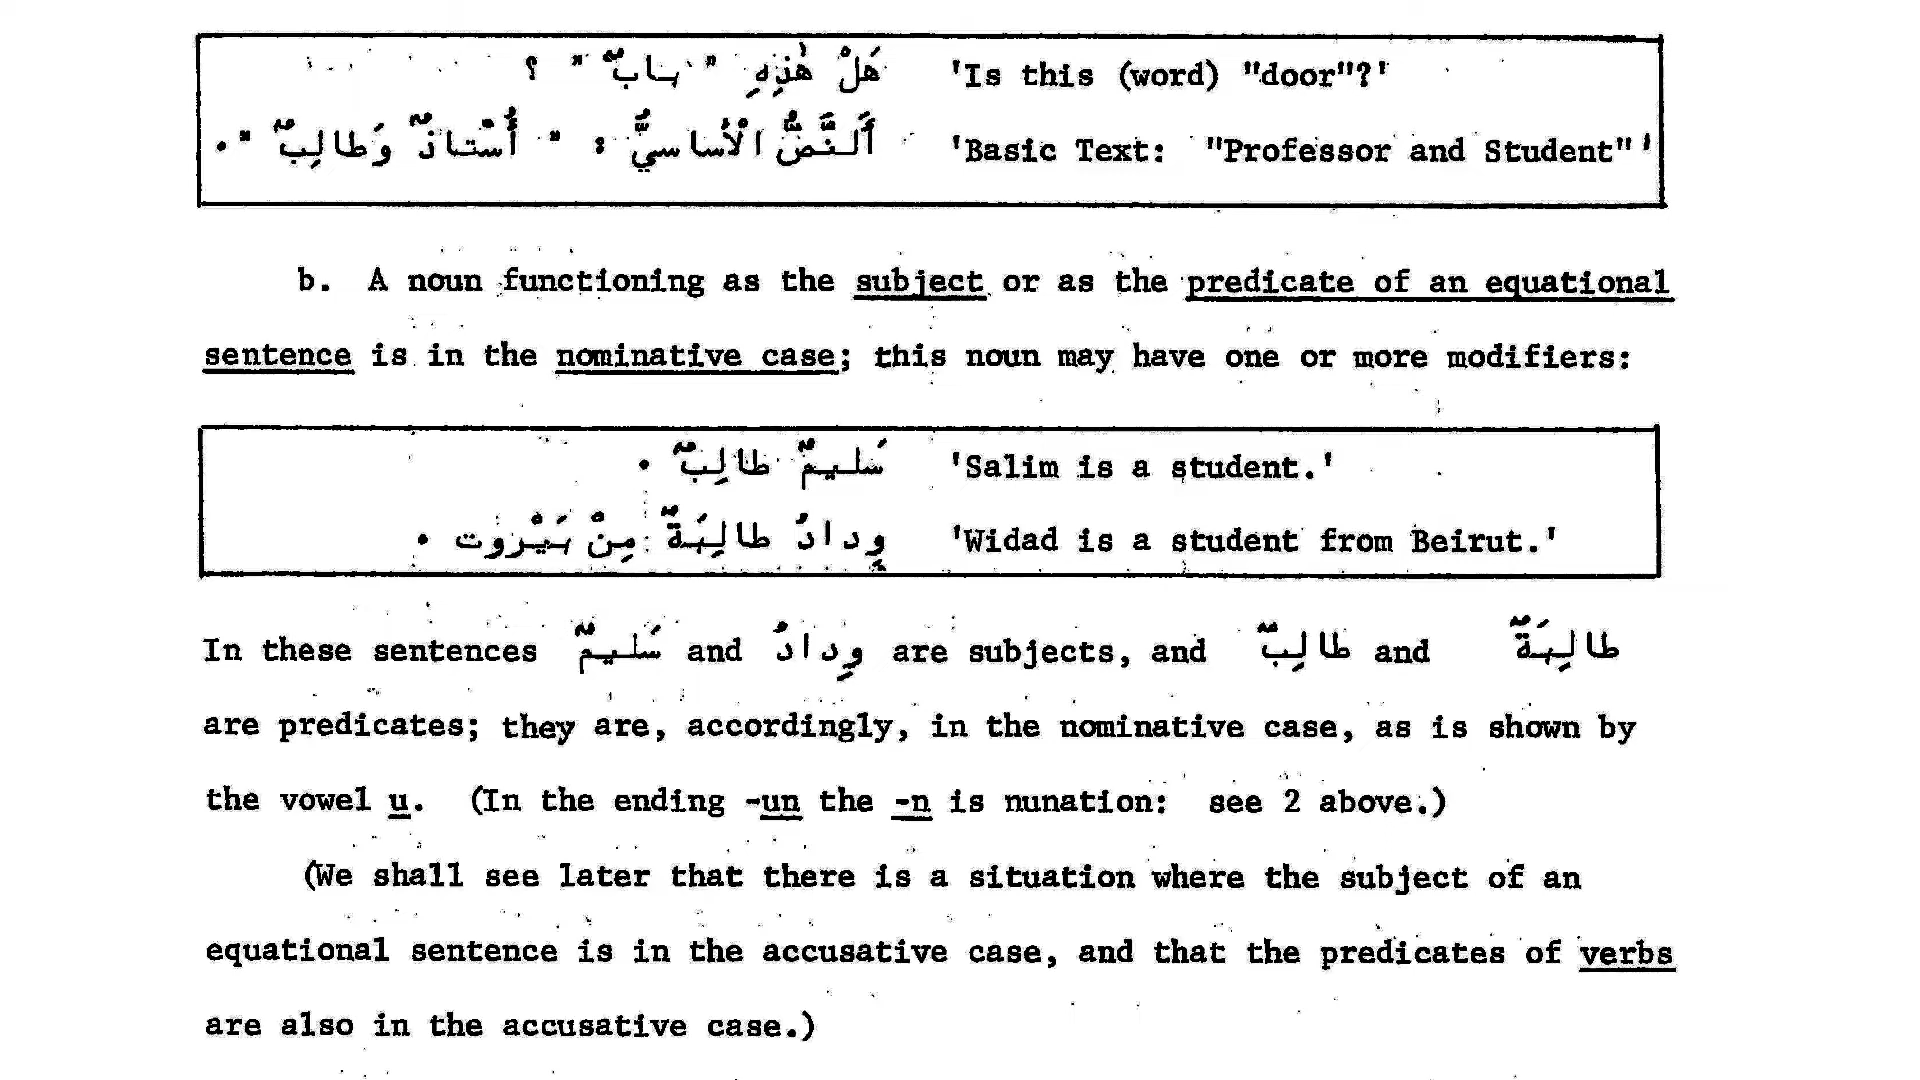 هَلْ هٰذِهِ " بابٌ " ؟ 'Is this (word) "door"?'
أَلنَّصُّ الْأَساسيُّ : " أُسْتاذٌ وَطالِبٌ " . 'Basic Text: "Professor and Student"'
b. A noun functioning as the subject or as the predicate of an equational
sentence is in the nominative case; this noun may have one or more modifiers:
سَليمٌ طالِبٌ . 'Salim is a student.'
وِدادُ طالِبَةٌ مِنْ بَيْروت . 'Widad is a student from Beirut.'
In these sentences سَليمٌ and وِدادُ are subjects, and طالِبٌ and طالِبَةٌ
are predicates; they are, accordingly, in the nominative case, as is shown by
the vowel u. (In the ending -un the -n is nunation: see 2 above.)
(We shall see later that there is a situation where the subject of an
equational sentence is in the accusative case, and that the predicates of verbs
are also in the accusative case.)